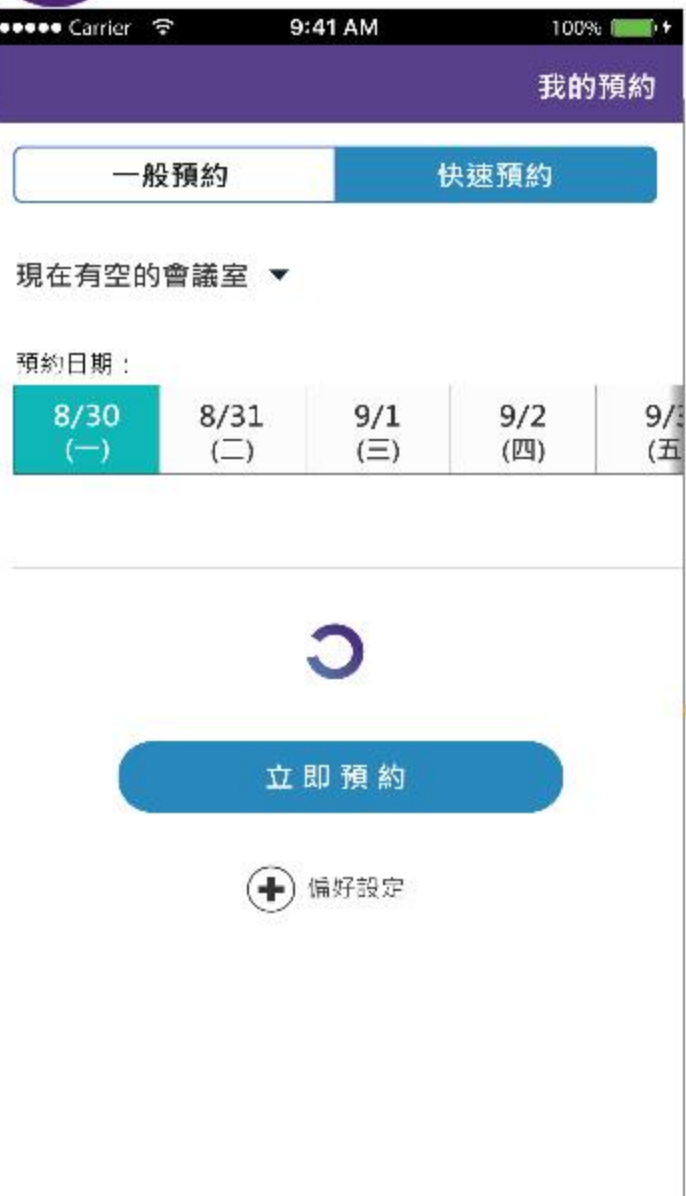 Carrier 9:41 AM 100%
我的預約
一般預約 快速預約
現在有空的會議室
預約日期：
8/30 8/31 9/1 9/2 9/
(一) (二) (三) (四) (五
立即預約
偏好設定